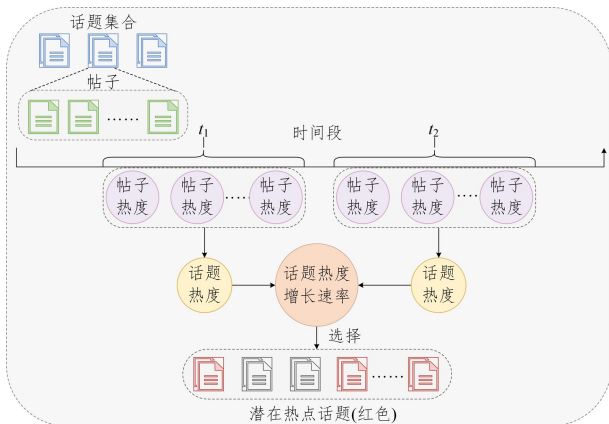 话题集合
帖子
……
t1
时间段
t2
帖子
热度
帖子
热度
……
帖子
热度
帖子
热度
帖子
热度
……
帖子
热度
话题
热度
话题热度
增长速率
话题
热度
选择
……
潜在热点话题(红色)